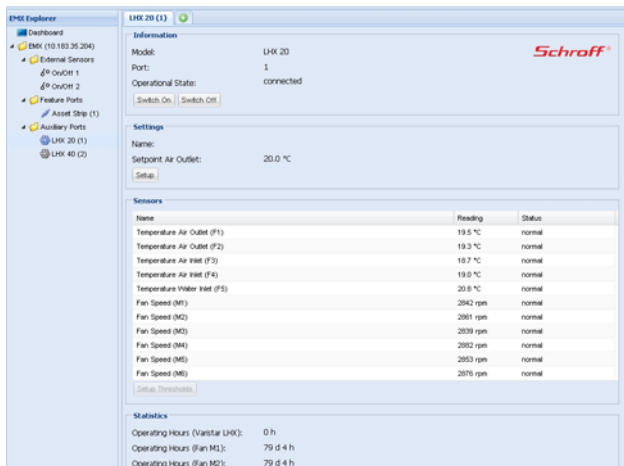 EMX Explorer
Dashboard
EMX (10.183.35.204)
External Sensors
On/Off 1
On/Off 2
Feature Ports
Asset Strip (1)
Auxiliary Ports
LHX 20 (1)
LHX 40 (2)
LHX 20 (1)
Information
Schroff®
Model: LHX 20
Port: 1
Operational State: connected
Switch On Switch Off
Settings
Name:
Setpoint Air Outlet: 20.0 °C
Setup
Sensors
Name Reading Status
Temperature Air Outlet (F1) 19.5 °C normal
Temperature Air Outlet (F2) 19.3 °C normal
Temperature Air Inlet (F3) 18.7 °C normal
Temperature Air Inlet (F4) 19.0 °C normal
Temperature Water Inlet (F5) 20.8 °C normal
Fan Speed (M1) 2842 rpm normal
Fan Speed (M2) 2861 rpm normal
Fan Speed (M3) 2839 rpm normal
Fan Speed (M4) 2882 rpm normal
Fan Speed (M5) 2853 rpm normal
Fan Speed (M6) 2876 rpm normal
Setup Thresholds
Statistics
Operating Hours (Varistar LHX): 0 h
Operating Hours (Fan M1): 79 d 4 h
Operating Hours (Fan M2): 79 d 4 h